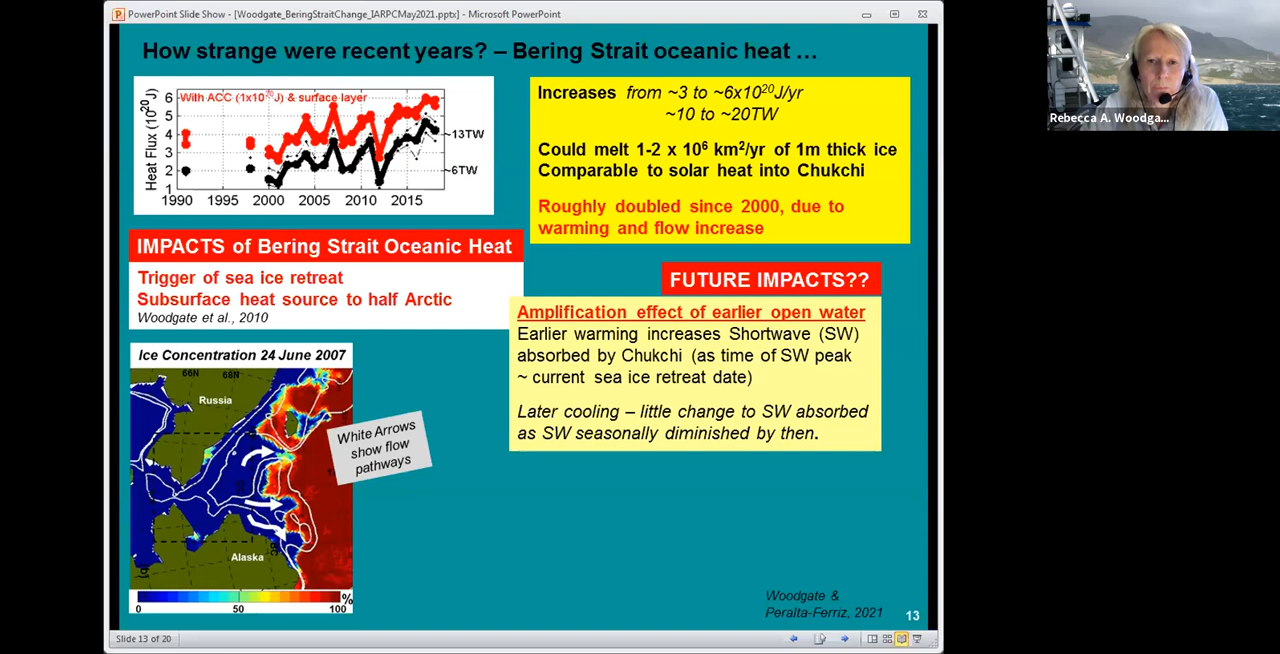 PowerPoint Slide Show - [Woodgate_BeringStraitChange_IARPCMay2021.pptx] - Microsoft PowerPoint
How strange were recent years? – Bering Strait oceanic heat …
With ACC (1x10²⁰J) & surface layer
Heat Flux (10²⁰J)
6
5
4
3
2
1
~13TW
~6TW
1990 1995 2000 2005 2010 2015
Increases from ~3 to ~6x10²⁰J/yr
~10 to ~20TW
Could melt 1-2 x 10⁶ km²/yr of 1m thick ice
Comparable to solar heat into Chukchi
Roughly doubled since 2000, due to
warming and flow increase
IMPACTS of Bering Strait Oceanic Heat
Trigger of sea ice retreat
Subsurface heat source to half Arctic
Woodgate et al., 2010
FUTURE IMPACTS??
Amplification effect of earlier open water
Earlier warming increases Shortwave (SW)
absorbed by Chukchi (as time of SW peak
~ current sea ice retreat date)
Later cooling – little change to SW absorbed
as SW seasonally diminished by then.
Ice Concentration 24 June 2007
66N 68N
Russia
Alaska
0 50 100 %
White Arrows
show flow
pathways
Woodgate &
Peralta-Ferriz, 2021
13
Slide 13 of 20
Rebecca A. Woodga...